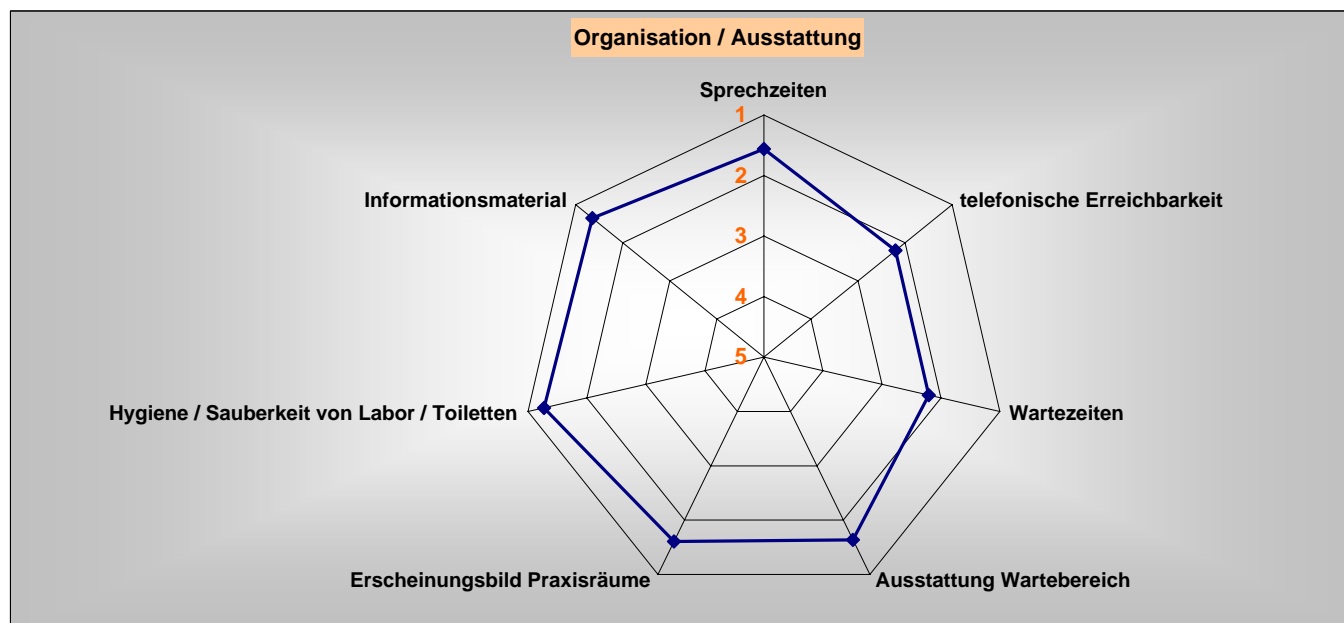 Organisation / Ausstattung
Sprechzeiten
1
2
3
4
5
Informationsmaterial
telefonische Erreichbarkeit
Hygiene / Sauberkeit von Labor / Toiletten
Wartezeiten
Erscheinungsbild Praxisräume
Ausstattung Wartebereich